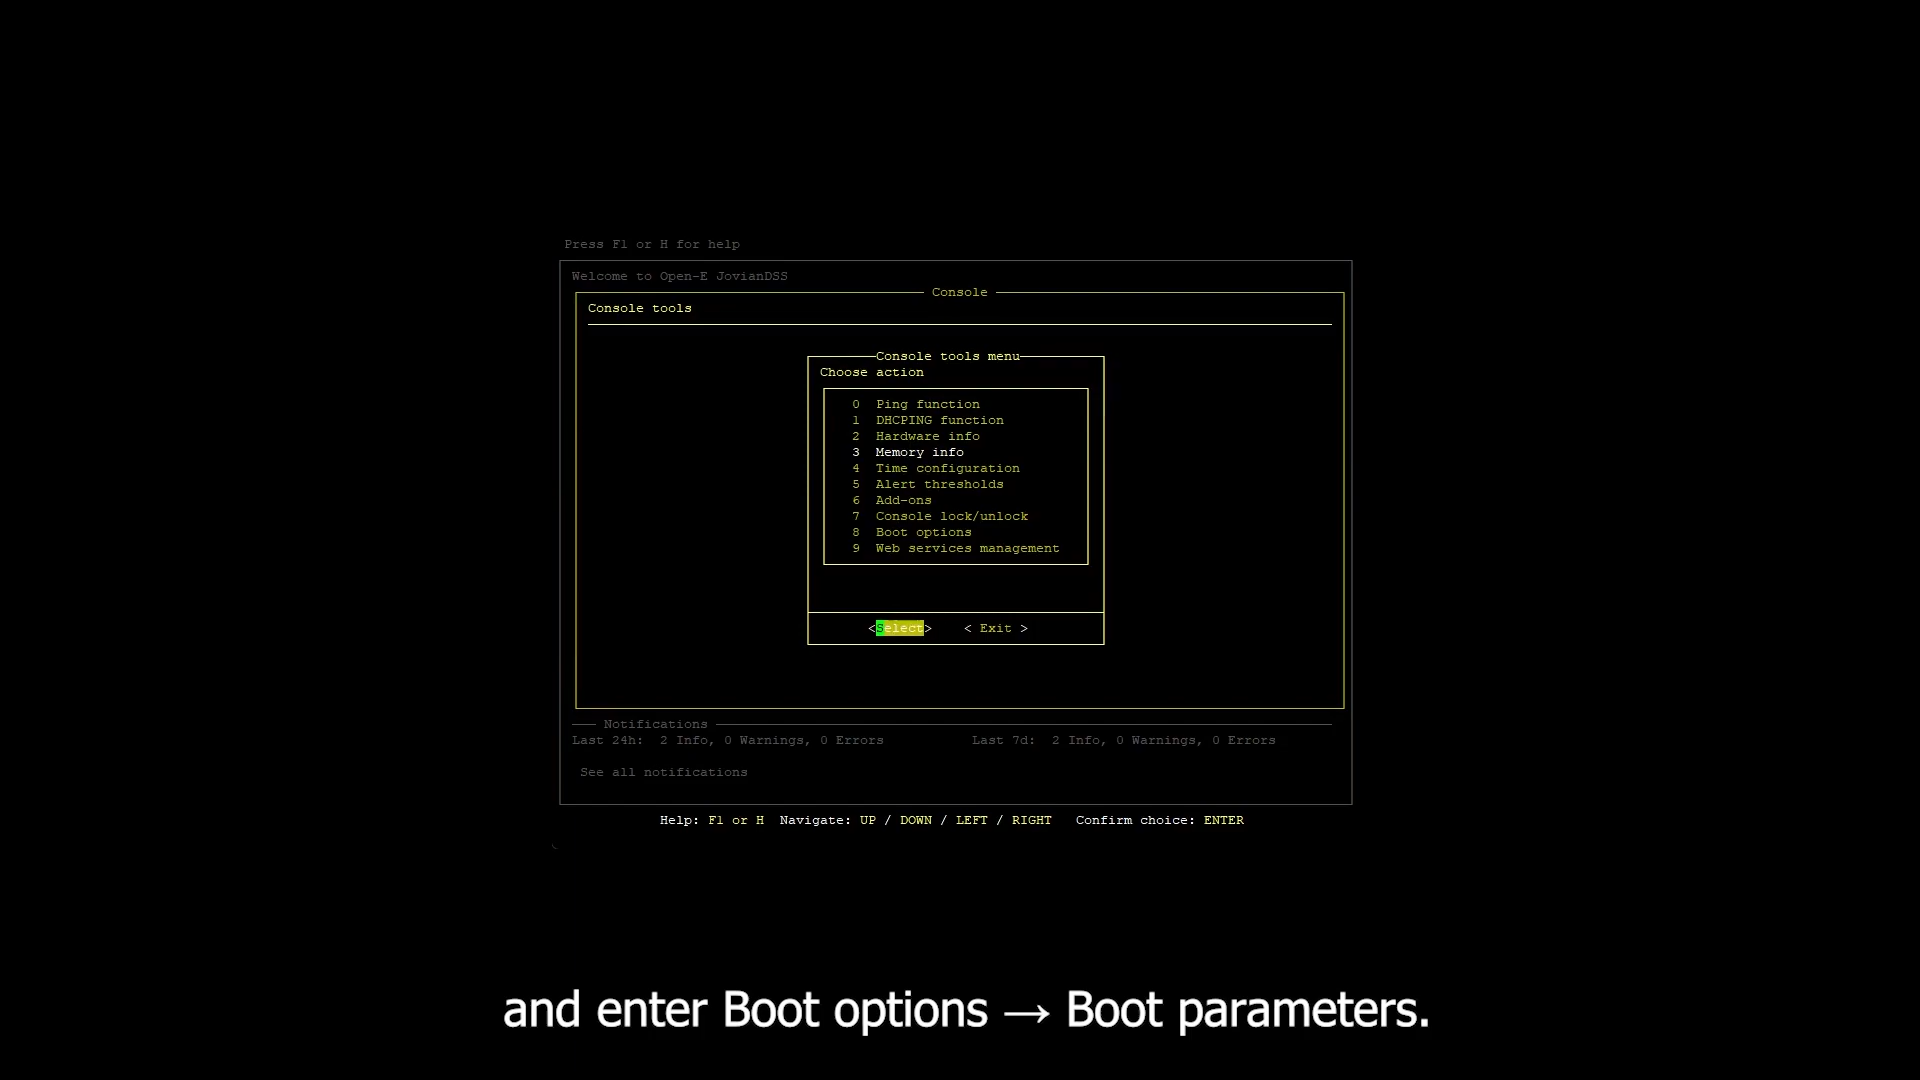 Press F1 or H for help
Welcome to Open-E JovianDSS
Console
Console tools
Console tools menu
Choose action
0 Ping function
1 DHCPING function
2 Hardware info
3 Memory info
4 Time configuration
5 Alert thresholds
6 Add-ons
7 Console lock/unlock
8 Boot options
9 Web services management
<Select> < Exit >
Notifications
Last 24h: 2 Info, 0 Warnings, 0 Errors Last 7d: 2 Info, 0 Warnings, 0 Errors
See all notifications
Help: F1 or H Navigate: UP / DOWN / LEFT / RIGHT Confirm choice: ENTER
and enter Boot options → Boot parameters.